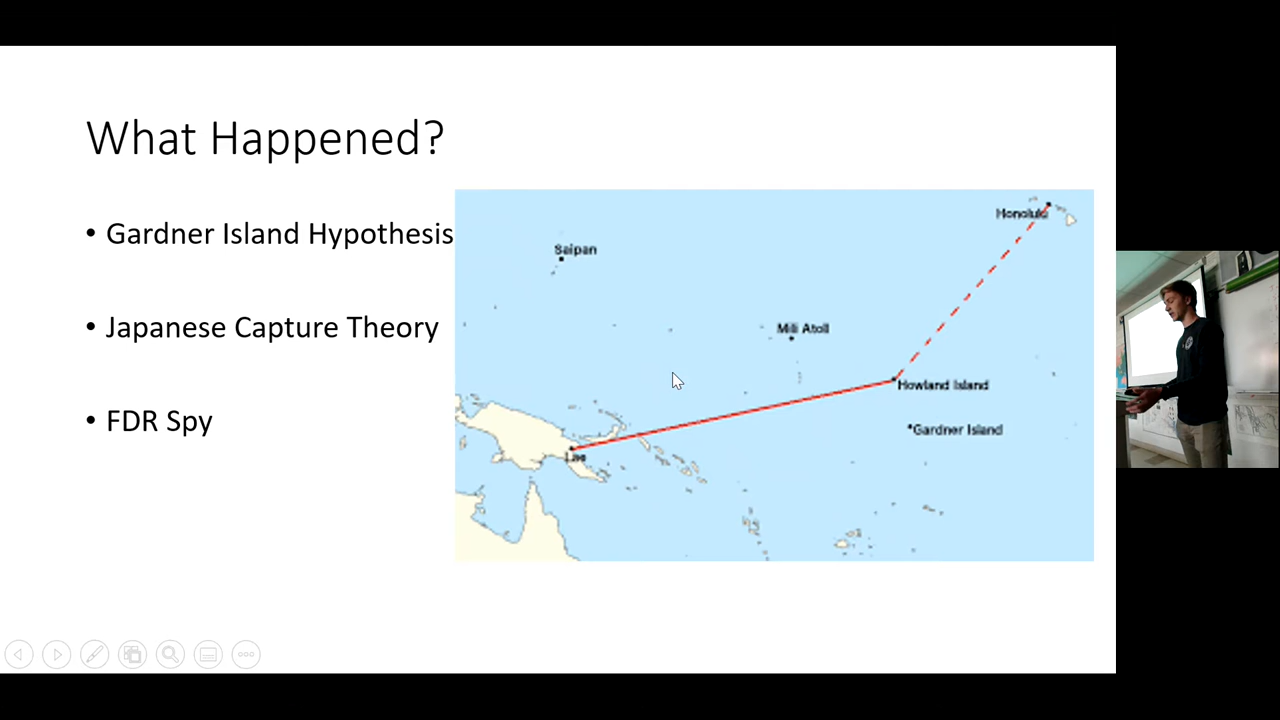 What Happened?
• Gardner Island Hypothesis
• Japanese Capture Theory
• FDR Spy
Honolulu
Saipan
Mili Atoll
Howland Island
Gardner Island
Lae